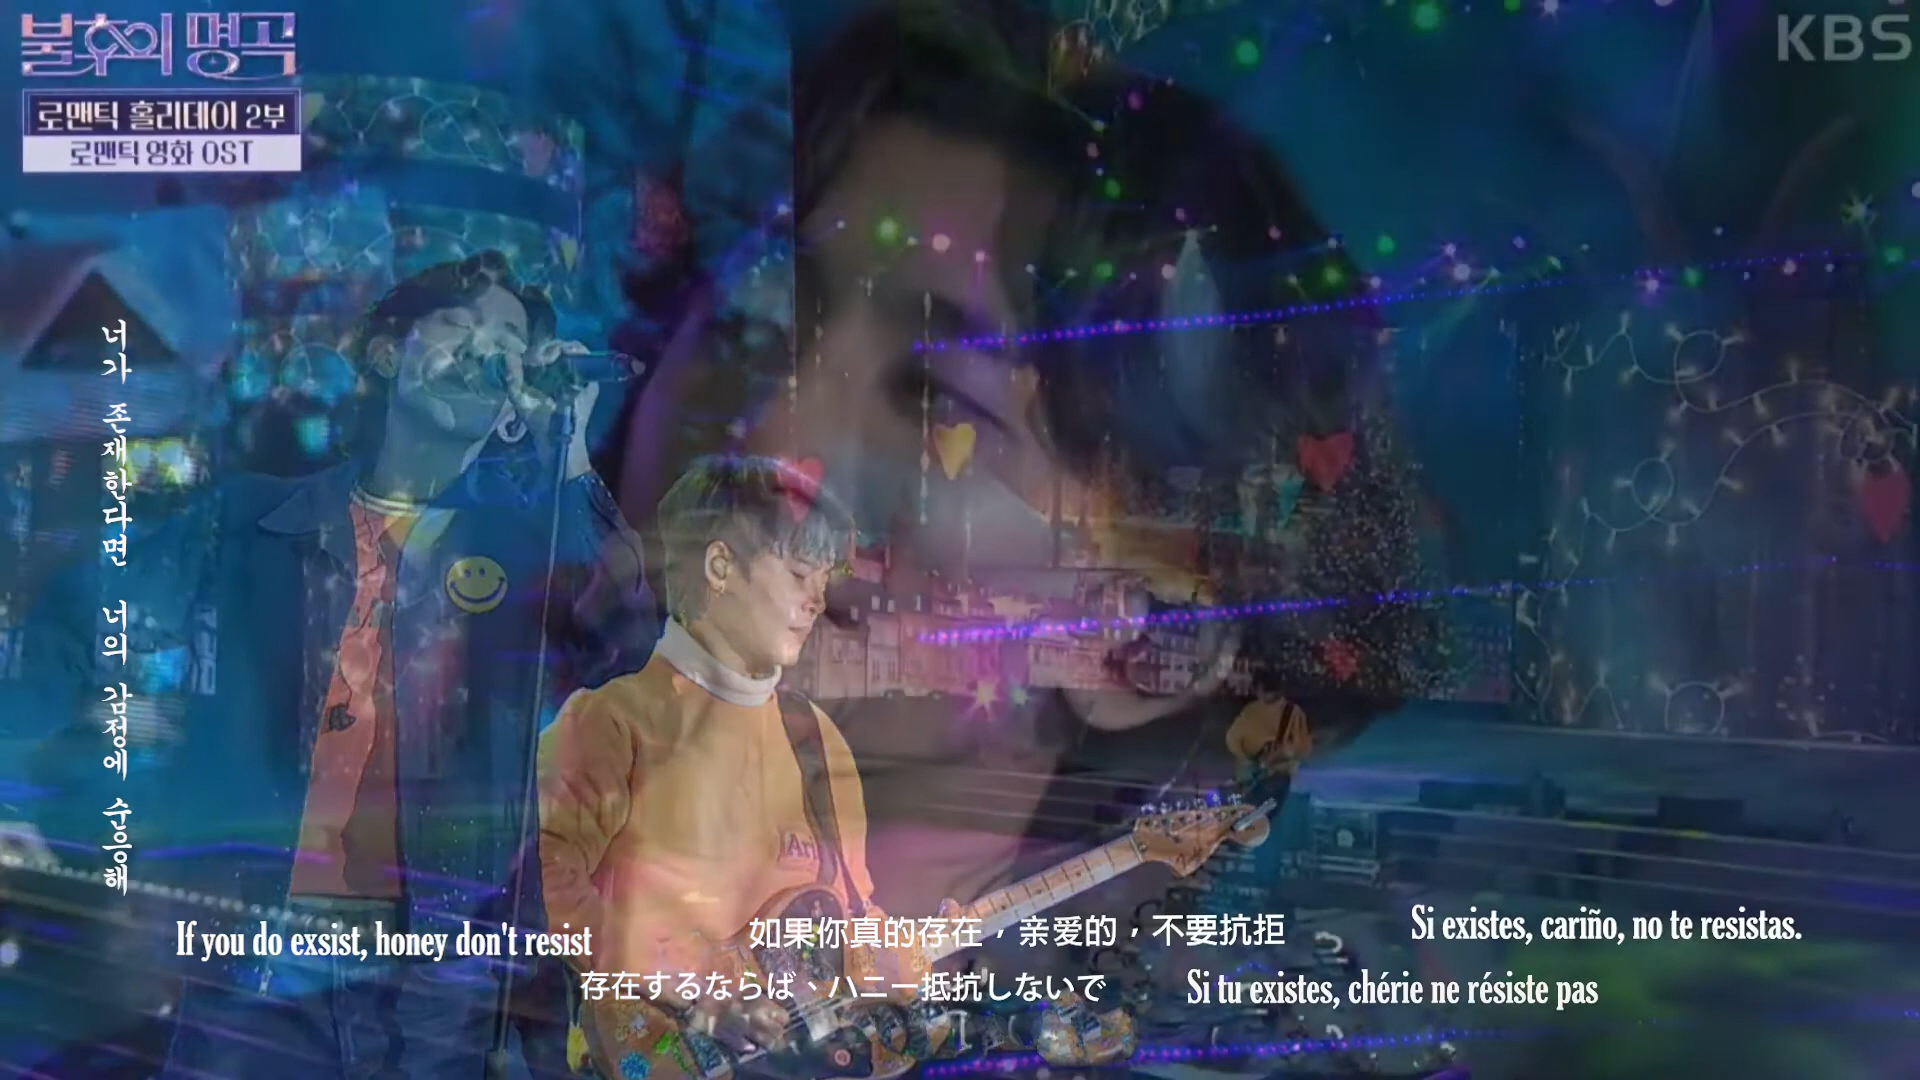 불후의 명곡
KBS
로맨틱 홀리데이 2부
로맨틱 영화 OST
너가 존재한다면 너의 감정에 순응해
If you do exsist, honey don't resist
如果你真的存在，亲爱的，不要抗拒
Si existes, cariño, no te resistas.
存在するならば、ハニー抵抗しないで
Si tu existes, chérie ne résiste pas